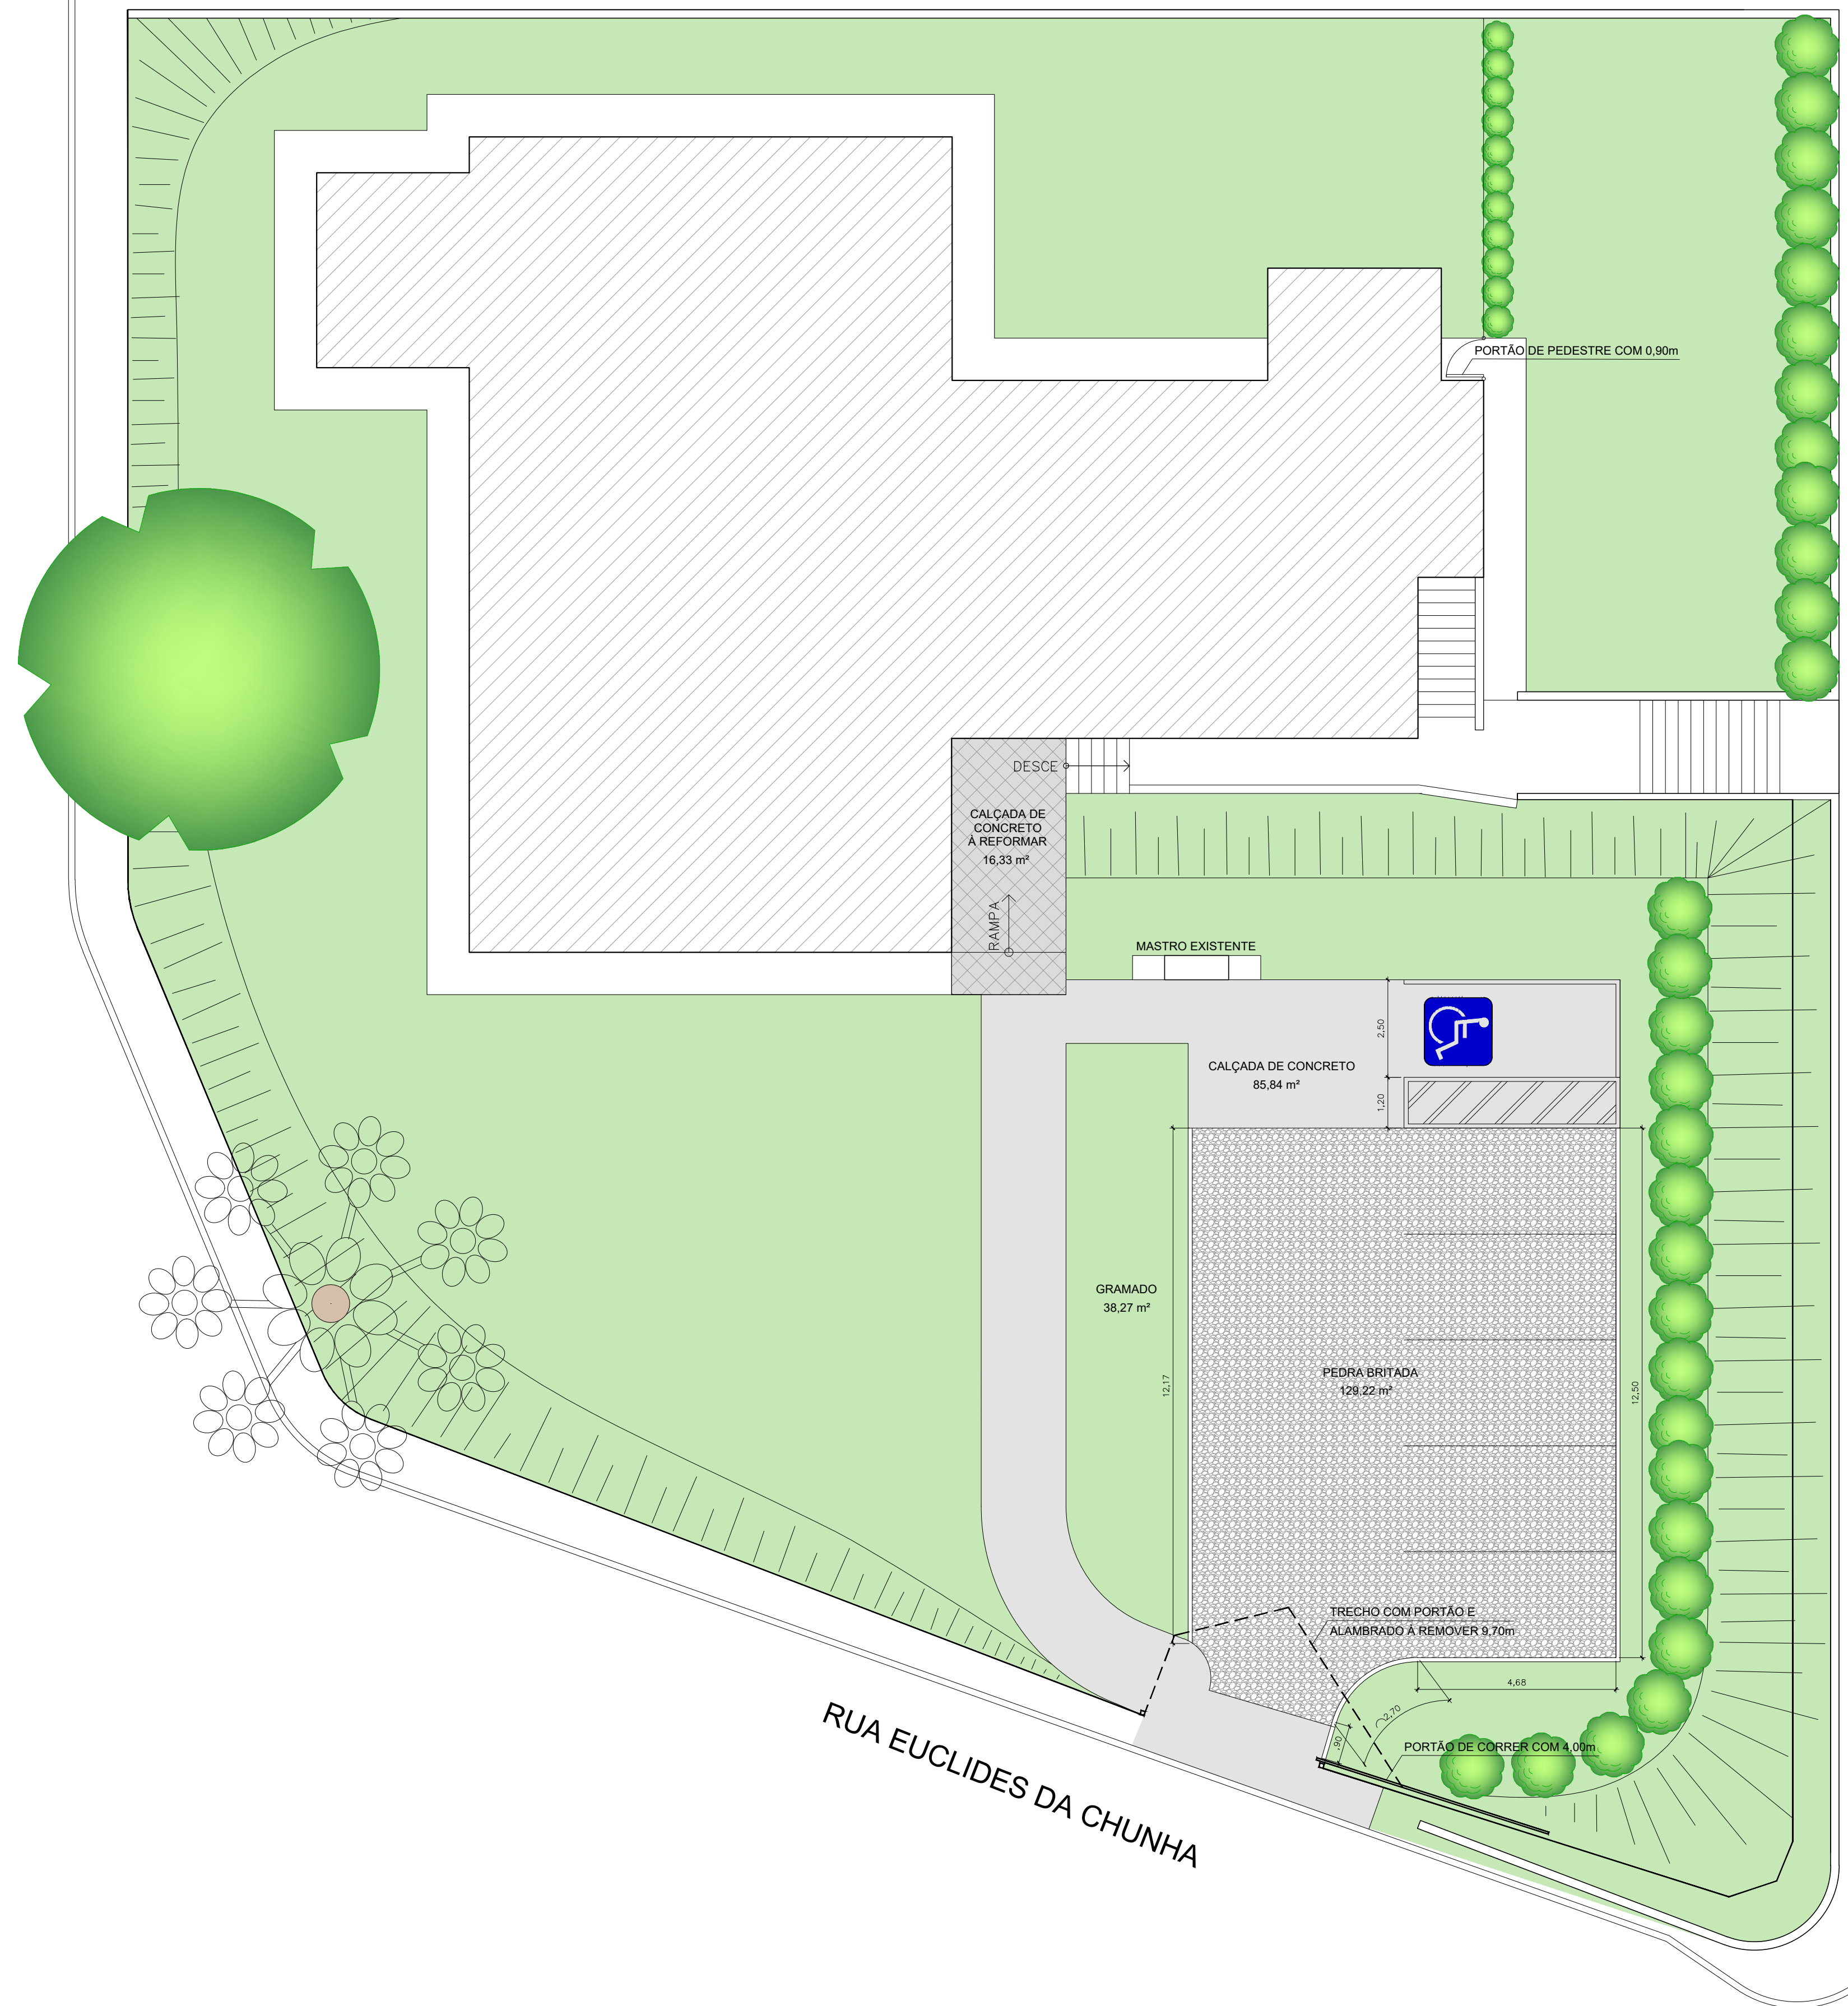 PORTÃO DE PEDESTRE COM 0,90m
DESCE
CALÇADA DE
CONCRETO
À REFORMAR
16,33 m²
RAMPA
MASTRO EXISTENTE
2,50
CALÇADA DE CONCRETO
85,84 m²
1,20
GRAMADO
38,27 m²
PEDRA BRITADA
129,22 m²
12,17
12,50
TRECHO COM PORTÃO E
ALAMBRADO À REMOVER 9,70m
4,68
2,70
,90
PORTÃO DE CORRER COM 4,00m
RUA EUCLIDES DA CHUNHA